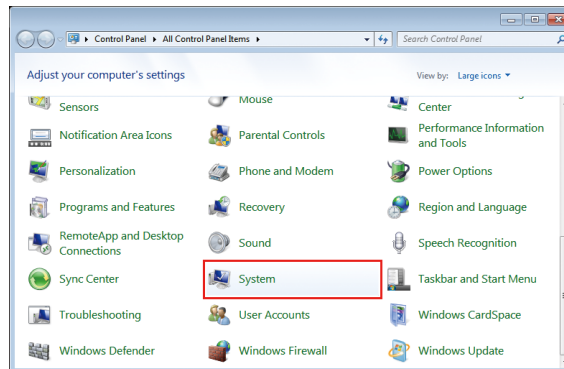 Control Panel ▸ All Control Panel Items ▸
Search Control Panel
Adjust your computer's settings
View by: Large icons
Sensors
Mouse
Center
Notification Area Icons
Parental Controls
Performance Information
and Tools
Personalization
Phone and Modem
Power Options
Programs and Features
Recovery
Region and Language
RemoteApp and Desktop
Connections
Sound
Speech Recognition
Sync Center
System
Taskbar and Start Menu
Troubleshooting
User Accounts
Windows CardSpace
Windows Defender
Windows Firewall
Windows Update